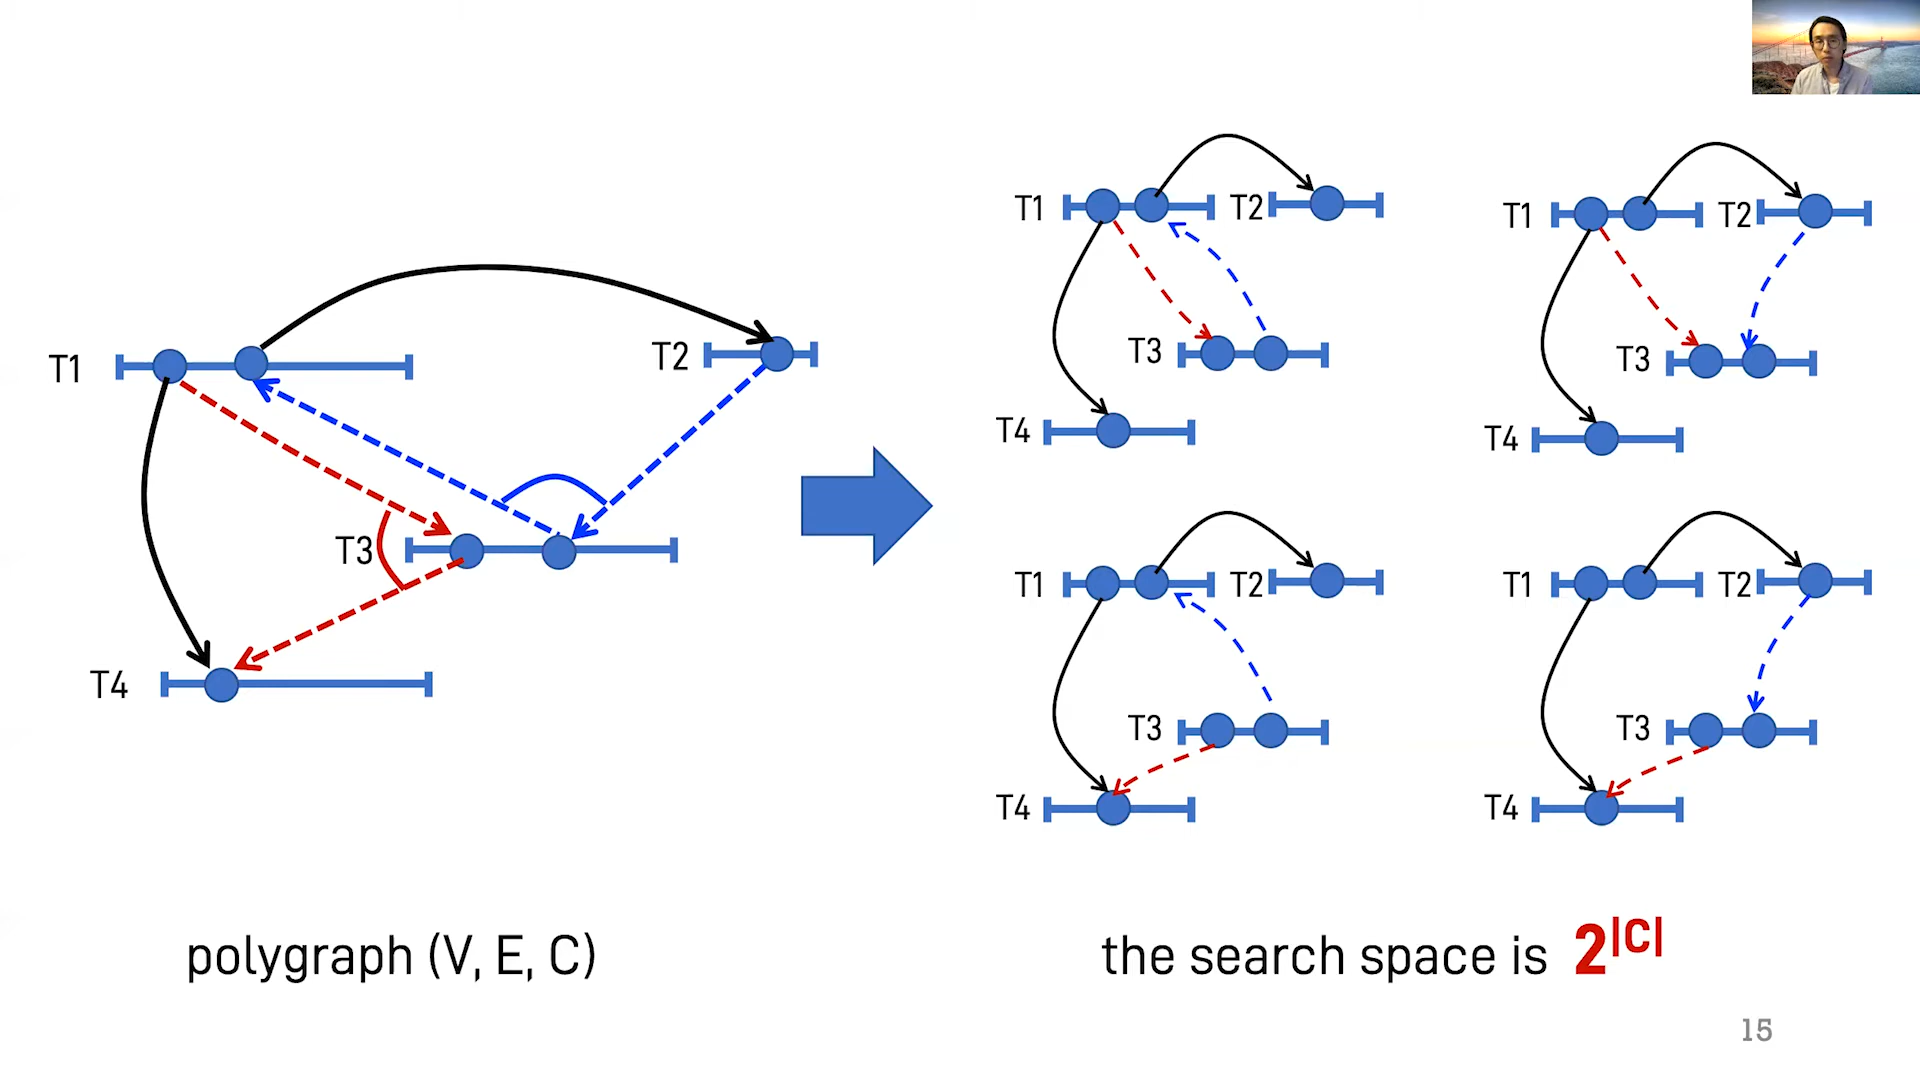 T1
T2
T3
T4
polygraph (V, E, C)
T1
T2
T3
T4
T1
T2
T3
T4
T1
T2
T3
T4
T1
T2
T3
T4
the search space is 2^|C|
15